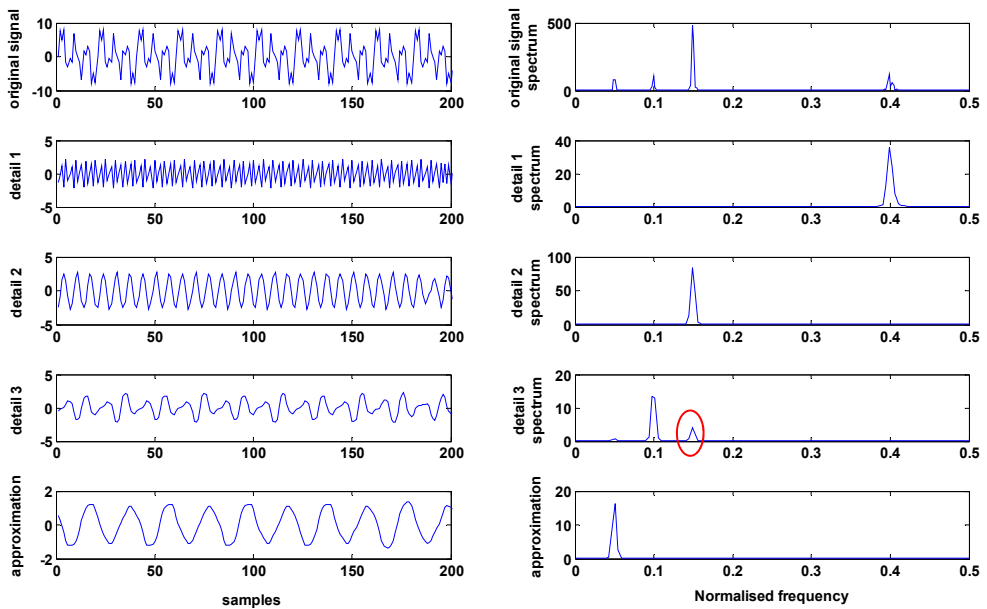 original signal
10
0
-10
0 50 100 150 200
original signal
spectrum
500
0
0 0.1 0.2 0.3 0.4 0.5
detail 1
5
0
-5
0 50 100 150 200
detail 1
spectrum
40
20
0
0 0.1 0.2 0.3 0.4 0.5
detail 2
5
0
-5
0 50 100 150 200
detail 2
spectrum
100
50
0
0 0.1 0.2 0.3 0.4 0.5
detail 3
5
0
-5
0 50 100 150 200
detail 3
spectrum
20
10
0
0 0.1 0.2 0.3 0.4 0.5
approximation
2
0
-2
0 50 100 150 200
samples
approximation
20
10
0
0 0.1 0.2 0.3 0.4 0.5
Normalised frequency